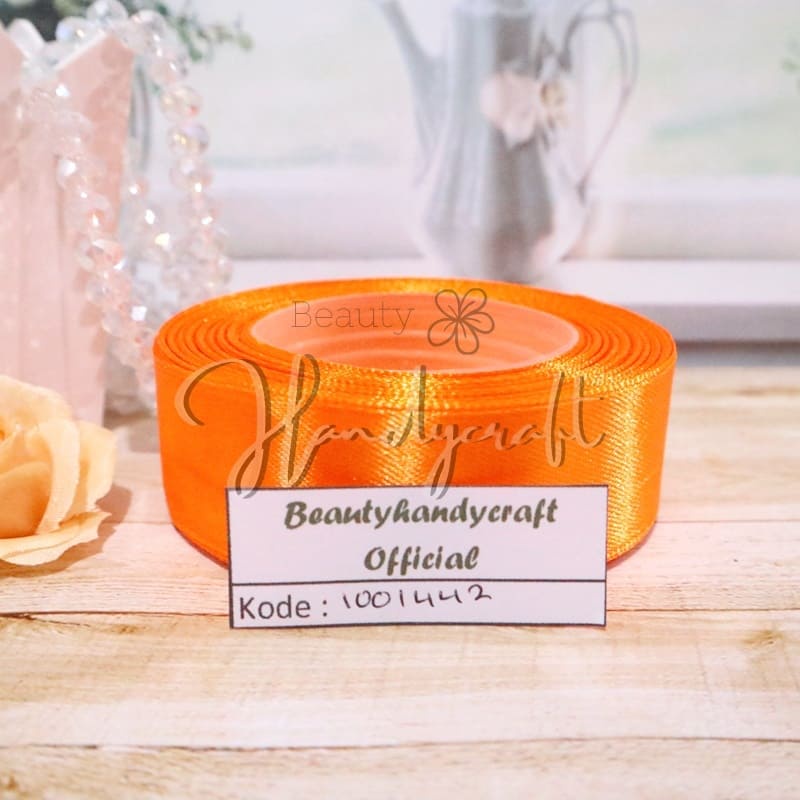 Beauty
Handycraft
Beautyhandycraft
Official
Kode : 1001442